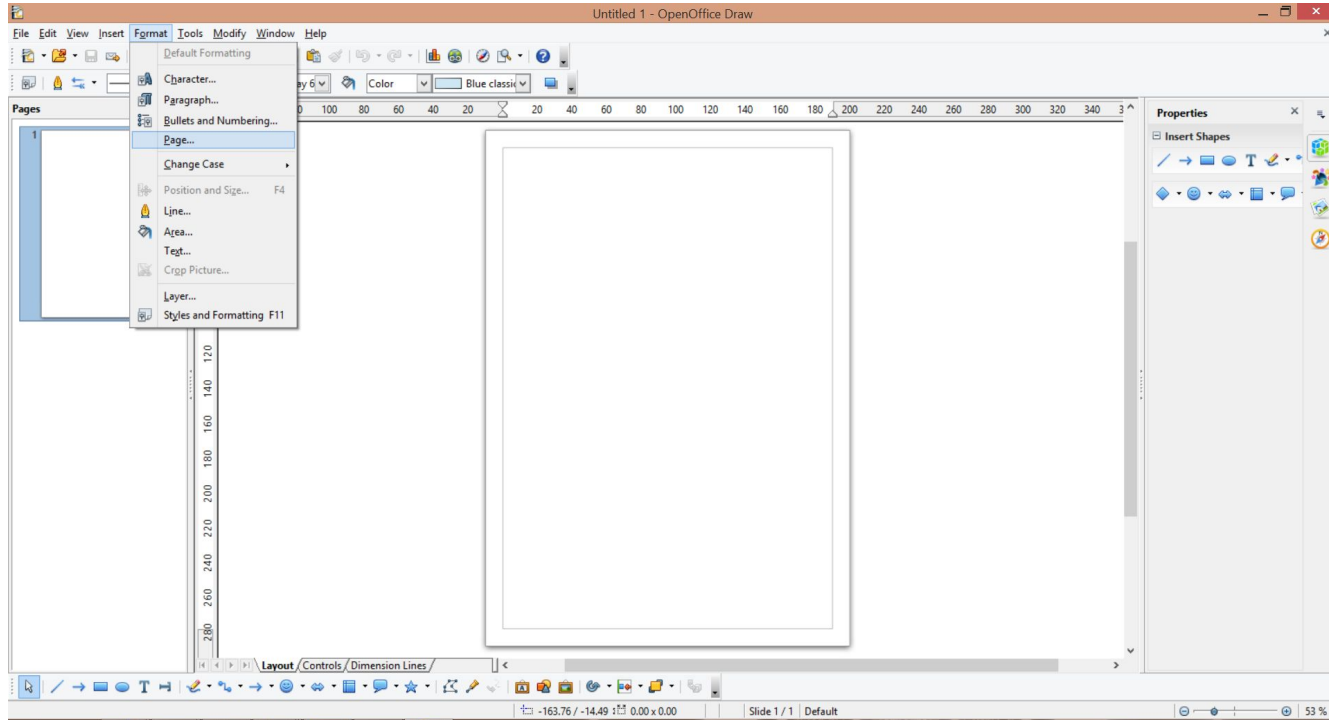 Untitled 1 - OpenOffice Draw
File Edit View Insert Format Tools Modify Window Help
Default Formatting
Character...
Paragraph...
Bullets and Numbering...
Page...
Change Case
Position and Size... F4
Line...
Area...
Text...
Crop Picture...
Layer...
Styles and Formatting F11
Color Blue classic
Pages
1
100 80 60 40 20 20 40 60 80 100 120 140 160 180 200 220 240 260 280 300 320 340
120
140
160
180
200
220
240
260
280
Properties
Insert Shapes
Layout Controls Dimension Lines
-163.76 / -14.49 0.00 x 0.00 Slide 1 / 1 Default 53 %